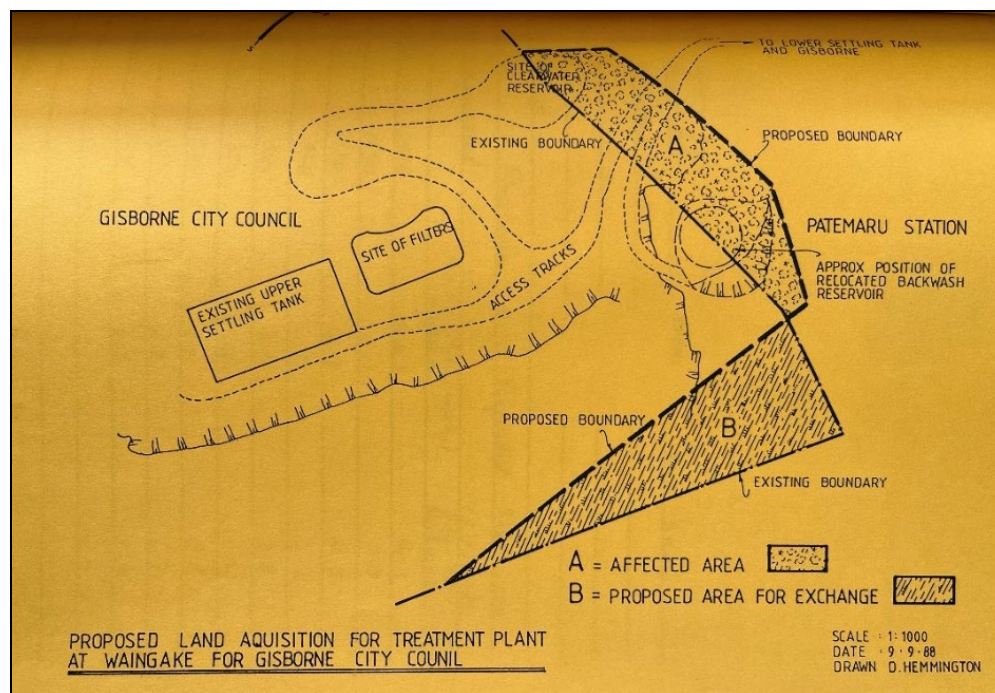 TO LOWER SETTLING TANK
AND GISBORNE
SITE OF
CLEARWATER
RESERVOIR
EXISTING BOUNDARY
PROPOSED BOUNDARY
A
GISBORNE CITY COUNCIL
SITE OF FILTERS
PATEMARU STATION
ACCESS TRACKS
APPROX POSITION OF
RELOCATED BACKWASH
RESERVOIR
EXISTING UPPER
SETTLING TANK
PROPOSED BOUNDARY
B
EXISTING BOUNDARY
A = AFFECTED AREA
B = PROPOSED AREA FOR EXCHANGE
PROPOSED LAND AQUISITION FOR TREATMENT PLANT
AT WAINGAKE FOR GISBORNE CITY COUNIL
SCALE : 1:1000
DATE · 9·9·88
DRAWN D. HEMMINGTON